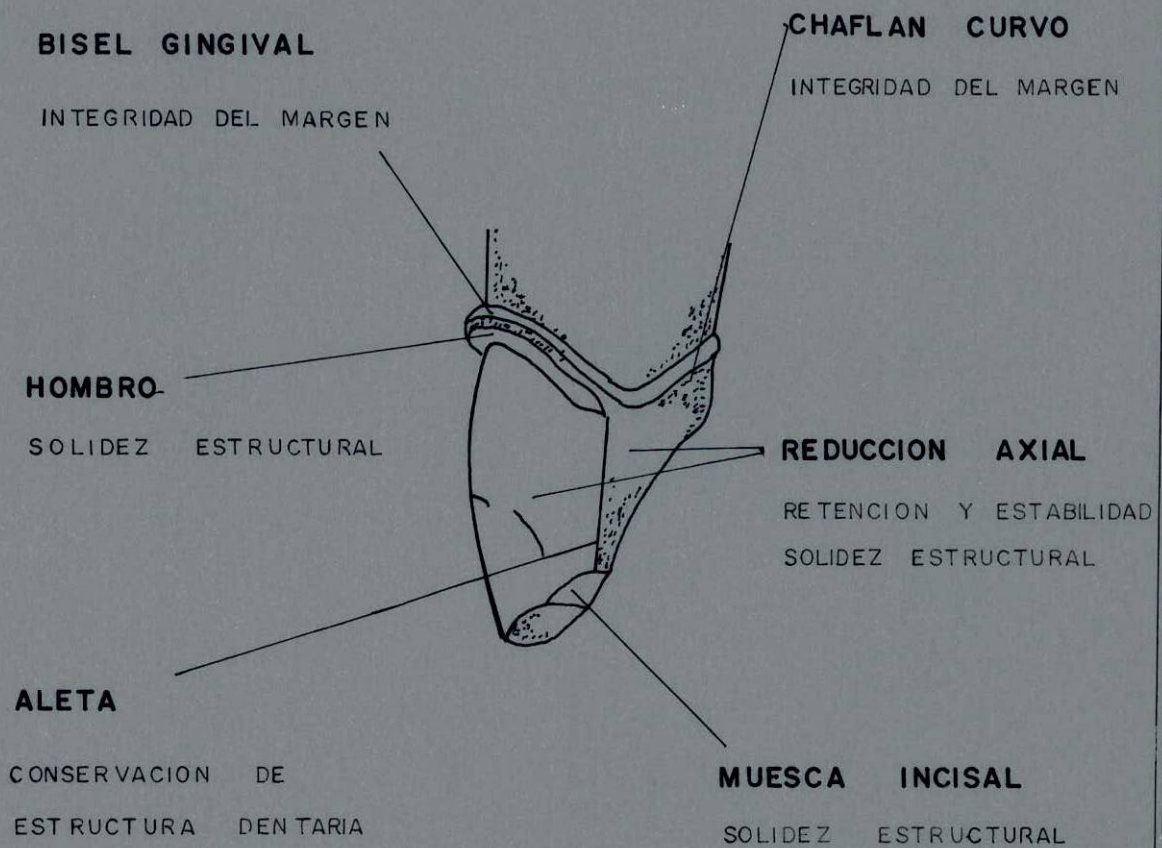 BISEL GINGIVAL
INTEGRIDAD DEL MARGEN
CHAFLAN CURVO
INTEGRIDAD DEL MARGEN
HOMBRO
SOLIDEZ ESTRUCTURAL
REDUCCION AXIAL
RETENCION Y ESTABILIDAD
SOLIDEZ ESTRUCTURAL
ALETA
CONSERVACION DE
ESTRUCTURA DENTARIA
MUESCA INCISAL
SOLIDEZ ESTRUCTURAL